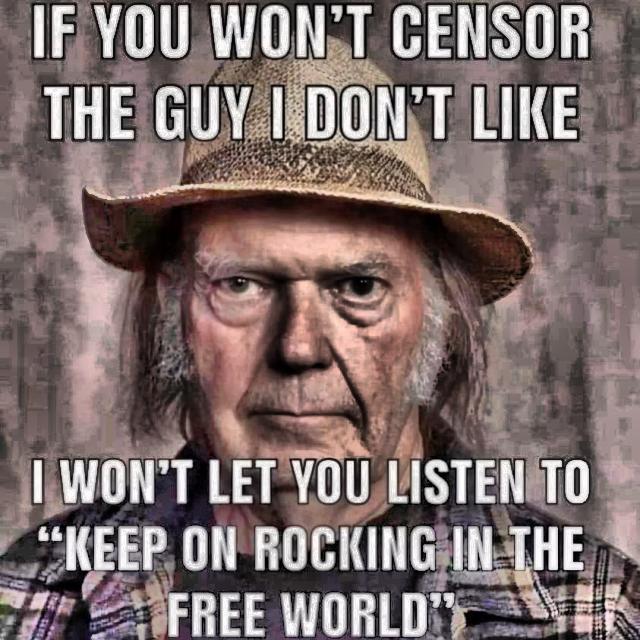 IF YOU WON'T CENSOR
THE GUY I DON'T LIKE
I WON'T LET YOU LISTEN TO
“KEEP ON ROCKING IN THE
FREE WORLD”